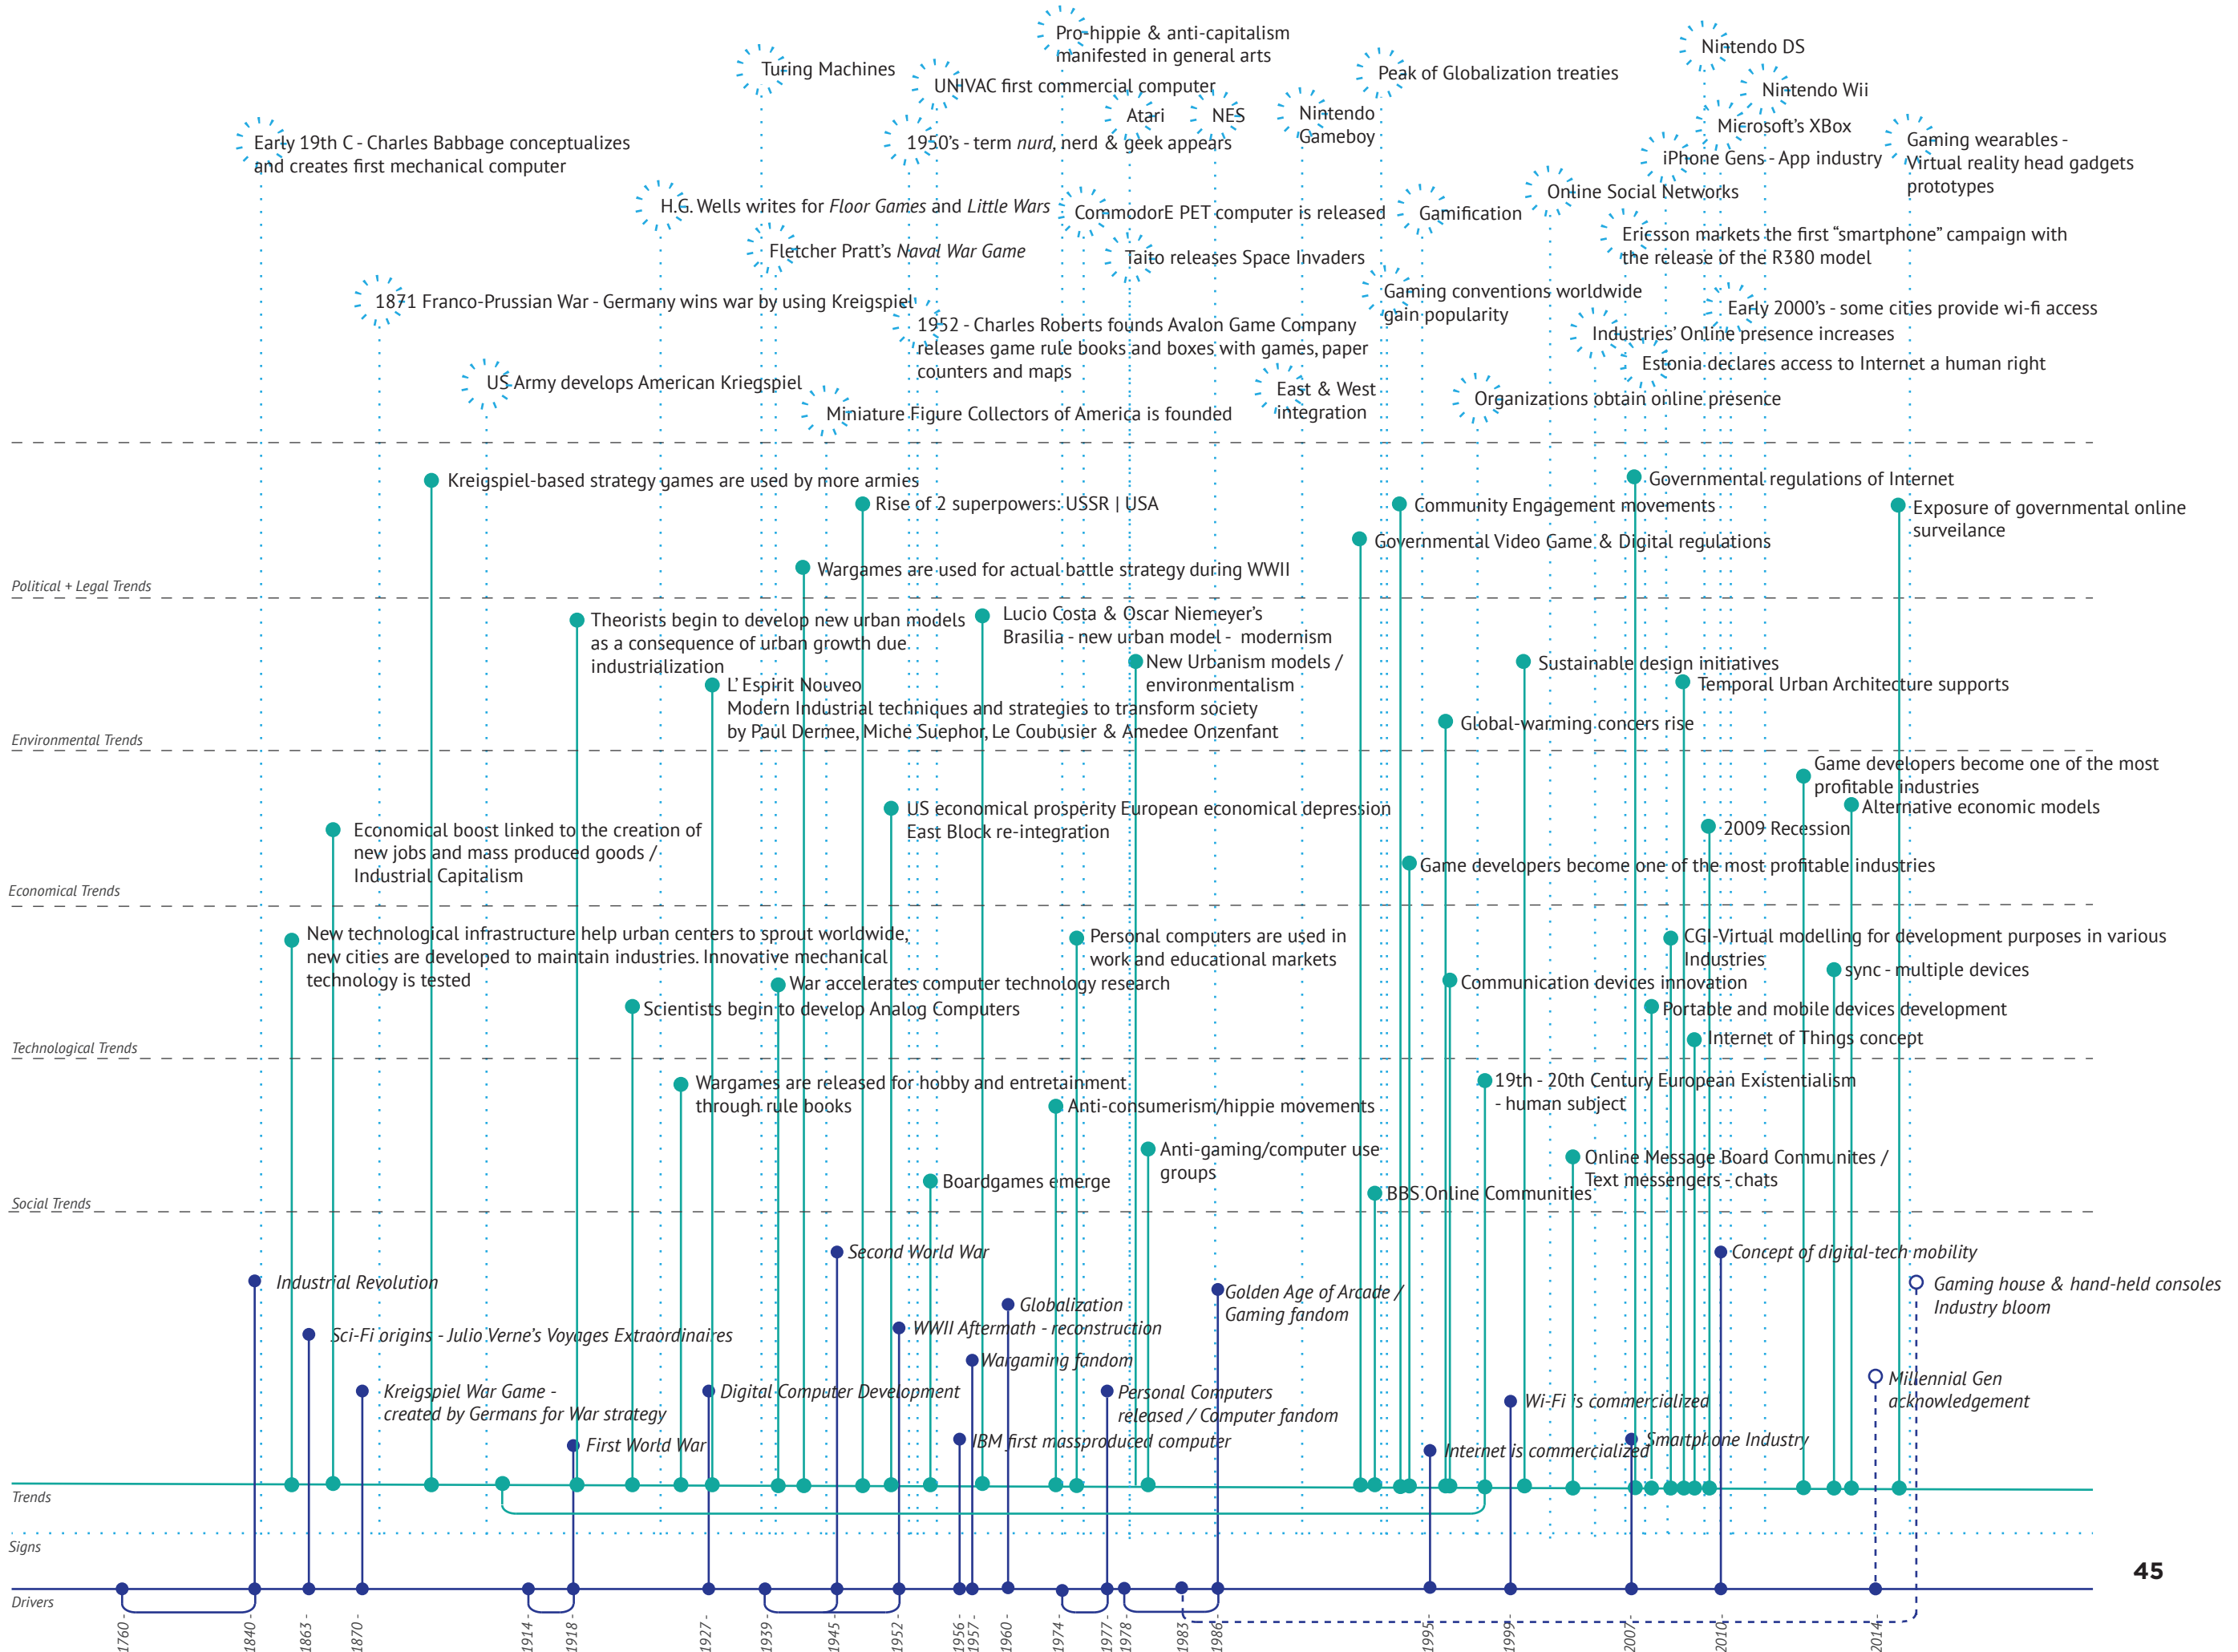 Pro-hippie & anti-capitalism
manifested in general arts
Nintendo DS
Turing Machines
Peak of Globalization treaties
UNIVAC first commercial computer
Nintendo Wii
Atari
NES
Nintendo
Gameboy
Microsoft's XBox
Early 19th C - Charles Babbage conceptualizes
and creates first mechanical computer
1950's - term nurd, nerd & geek appears
Gaming wearables -
Virtual reality head gadgets
prototypes
iPhone Gens - App industry
Online Social Networks
H.G. Wells writes for Floor Games and Little Wars
CommodorE PET computer is released
Gamification
Ericsson markets the first “smartphone” campaign with
the release of the R380 model
Fletcher Pratt's Naval War Game
Taito releases Space Invaders
Gaming conventions worldwide
gain popularity
1871 Franco-Prussian War - Germany wins war by using Kreigspiel
Early 2000's - some cities provide wi-fi access
1952 - Charles Roberts founds Avalon Game Company
releases game rule books and boxes with games, paper
counters and maps
Industries' Online presence increases
Estonia declares access to Internet a human right
US Army develops American Kriegspiel
East & West
integration
Organizations obtain online presence
Miniature Figure Collectors of America is founded
Kreigspiel-based strategy games are used by more armies
Governmental regulations of Internet
Rise of 2 superpowers: USSR | USA
Community Engagement movements
Exposure of governmental online
surveilance
Governmental Video Game & Digital regulations
Wargames are used for actual battle strategy during WWII
Political + Legal Trends
Theorists begin to develop new urban models
as a consequence of urban growth due
industrialization
Lucio Costa & Oscar Niemeyer's
Brasilia - new urban model - modernism
New Urbanism models /
environmentalism
Sustainable design initiatives
L' Espirit Nouveo
Modern Industrial techniques and strategies to transform society
by Paul Dermee, Miche Suephor, Le Coubusier & Amedee Onzenfant
Temporal Urban Architecture supports
Global-warming concers rise
Environmental Trends
Game developers become one of the most
profitable industries
Alternative economic models
US economical prosperity European economical depression
East Block re-integration
Economical boost linked to the creation of
new jobs and mass produced goods /
Industrial Capitalism
2009 Recession
Game developers become one of the most profitable industries
Economical Trends
New technological infrastructure help urban centers to sprout worldwide,
new cities are developed to maintain industries. Innovative mechanical
technology is tested
Personal computers are used in
work and educational markets
CGI-Virtual modelling for development purposes in various
Industries
sync - multiple devices
War accelerates computer technology research
Communication devices innovation
Scientists begin to develop Analog Computers
Portable and mobile devices development
Internet of Things concept
Technological Trends
Wargames are released for hobby and entretainment
through rule books
19th - 20th Century European Existentialism
- human subject
Anti-consumerism/hippie movements
Anti-gaming/computer use
groups
Online Message Board Communites /
Text messengers - chats
Boardgames emerge
BBS Online Communities
Social Trends
Second World War
Concept of digital-tech mobility
Industrial Revolution
Golden Age of Arcade /
Gaming fandom
Gaming house & hand-held consoles
Industry bloom
Globalization
Sci-Fi origins - Julio Verne's Voyages Extraordinaires
WWII Aftermath - reconstruction
Wargaming fandom
Millennial Gen
acknowledgement
Kreigspiel War Game -
created by Germans for War strategy
Digital Computer Development
Personal Computers
released / Computer fandom
Wi-Fi is commercialized
First World War
IBM first massproduced computer
Internet is commercialized
Smartphone Industry
Trends
Signs
45
Drivers
1760
1840
1863
1870
1914
1918
1927
1939
1945
1952
1956
1957
1960
1974
1977
1978
1983
1986
1995
1999
2007
2010
2014